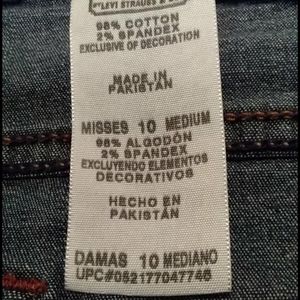 LEVI STRAUSS &
98% COTTON
2% SPANDEX
EXCLUSIVE OF DECORATION
MADE IN
PAKISTAN
MISSES 10 MEDIUM
98% ALGODÓN
2% SPANDEX
EXCLUYENDO ELEMENTOS
DECORATIVOS
HECHO EN
PAKISTÁN
DAMAS 10 MEDIANO
UPC#052177047746